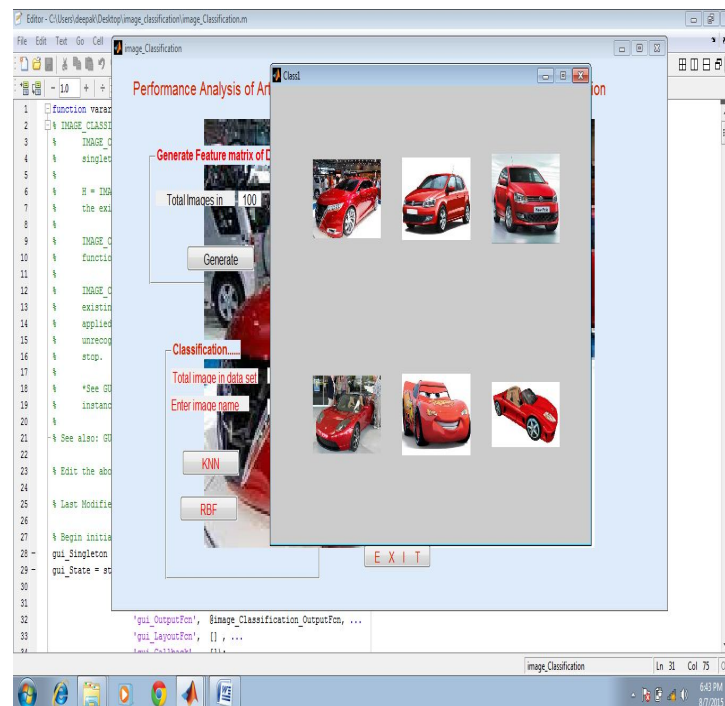 Editor - C:\Users\deepak\Desktop\image_classification\image_Classification.m
File Edit Text Go Cell
- 1.0 + ÷
image_Classification
Performance Analysis of
on
Generate Feature matrix of
Total Images in 100
Generate
Classification......
Total image in data set
Enter image name
KNN
RBF
E X I T
Class1
1 function varar
2 % IMAGE_CLASSI
3 % IMAGE_C
4 % singlet
5 %
6 % H = IMA
7 % the exi
8 %
9 % IMAGE_C
10 % functio
11 %
12 % IMAGE_C
13 % existin
14 % applied
15 % unrecog
16 % stop.
17 %
18 % *See GU
19 % instanc
20 %
21 % See also: GU
22
23 % Edit the abo
24
25 % Last Modifie
26
27 % Begin initia
28 - gui_Singleton
29 - gui_State = st
30
31
32 'gui_OutputFcn', @image_Classification_OutputFcn, ...
33 'gui_LayoutFcn', [] , ...
34 'gui_Callback', []);
image_Classification Ln 31 Col 75
6:43 PM